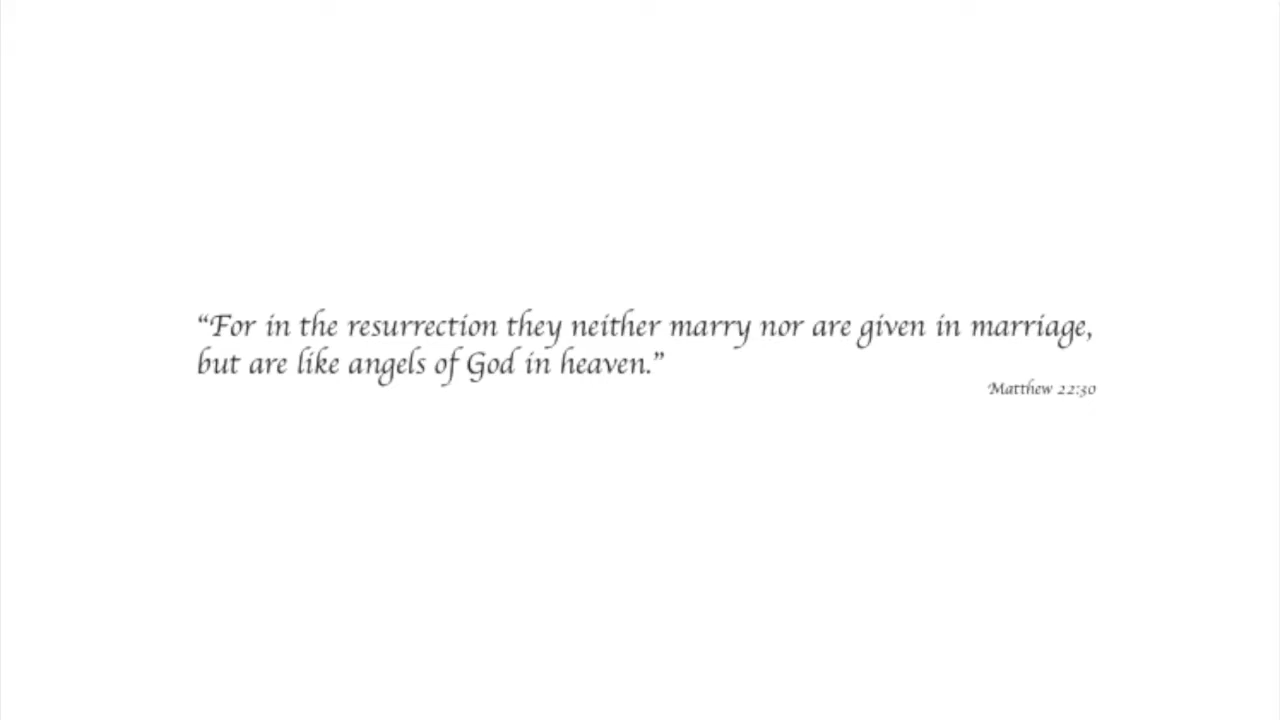 “For in the resurrection they neither marry nor are given in marriage,
but are like angels of God in heaven.”
Matthew 22:30